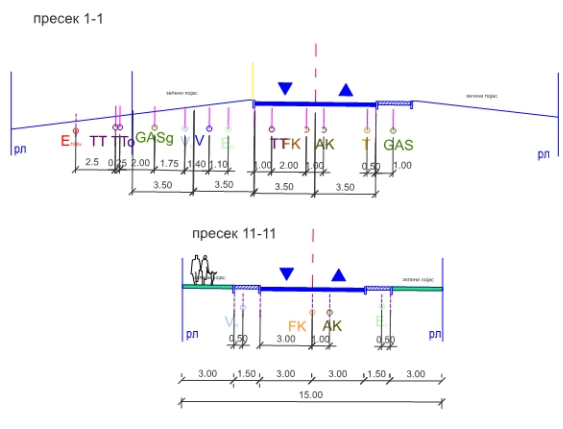 пресек 1-1
зелени појас
зелени појас
E TT To GASg V V E TT FK AK T GAS
рл
рл
2.5 0.25 2.00 1.75 1.40 1.10 1.00 2.00 1.00 0.50 1.00
3.50 3.50 3.50 3.50
пресек 11-11
зелени појас
V FK AK E
рл
рл
0.50 3.00 1.00 0.50
3.00 1.50 3.00 3.00 1.50 3.00
15.00